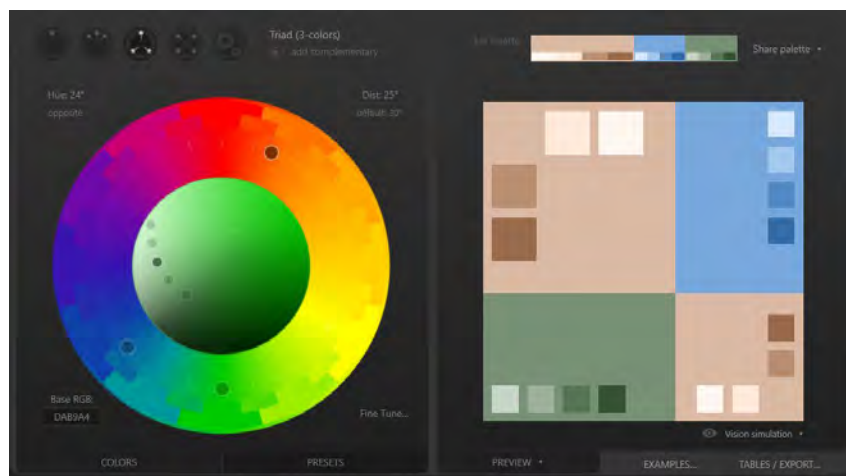 Triad (3-colors)
add complementary
Share palette
Hue: 24°
opposite
Dist: 25°
Base RGB:
DAB9A4
Fine Tune...
COLORS
PRESETS
Vision simulation
PREVIEW
EXAMPLES...
TABLES / EXPORT...